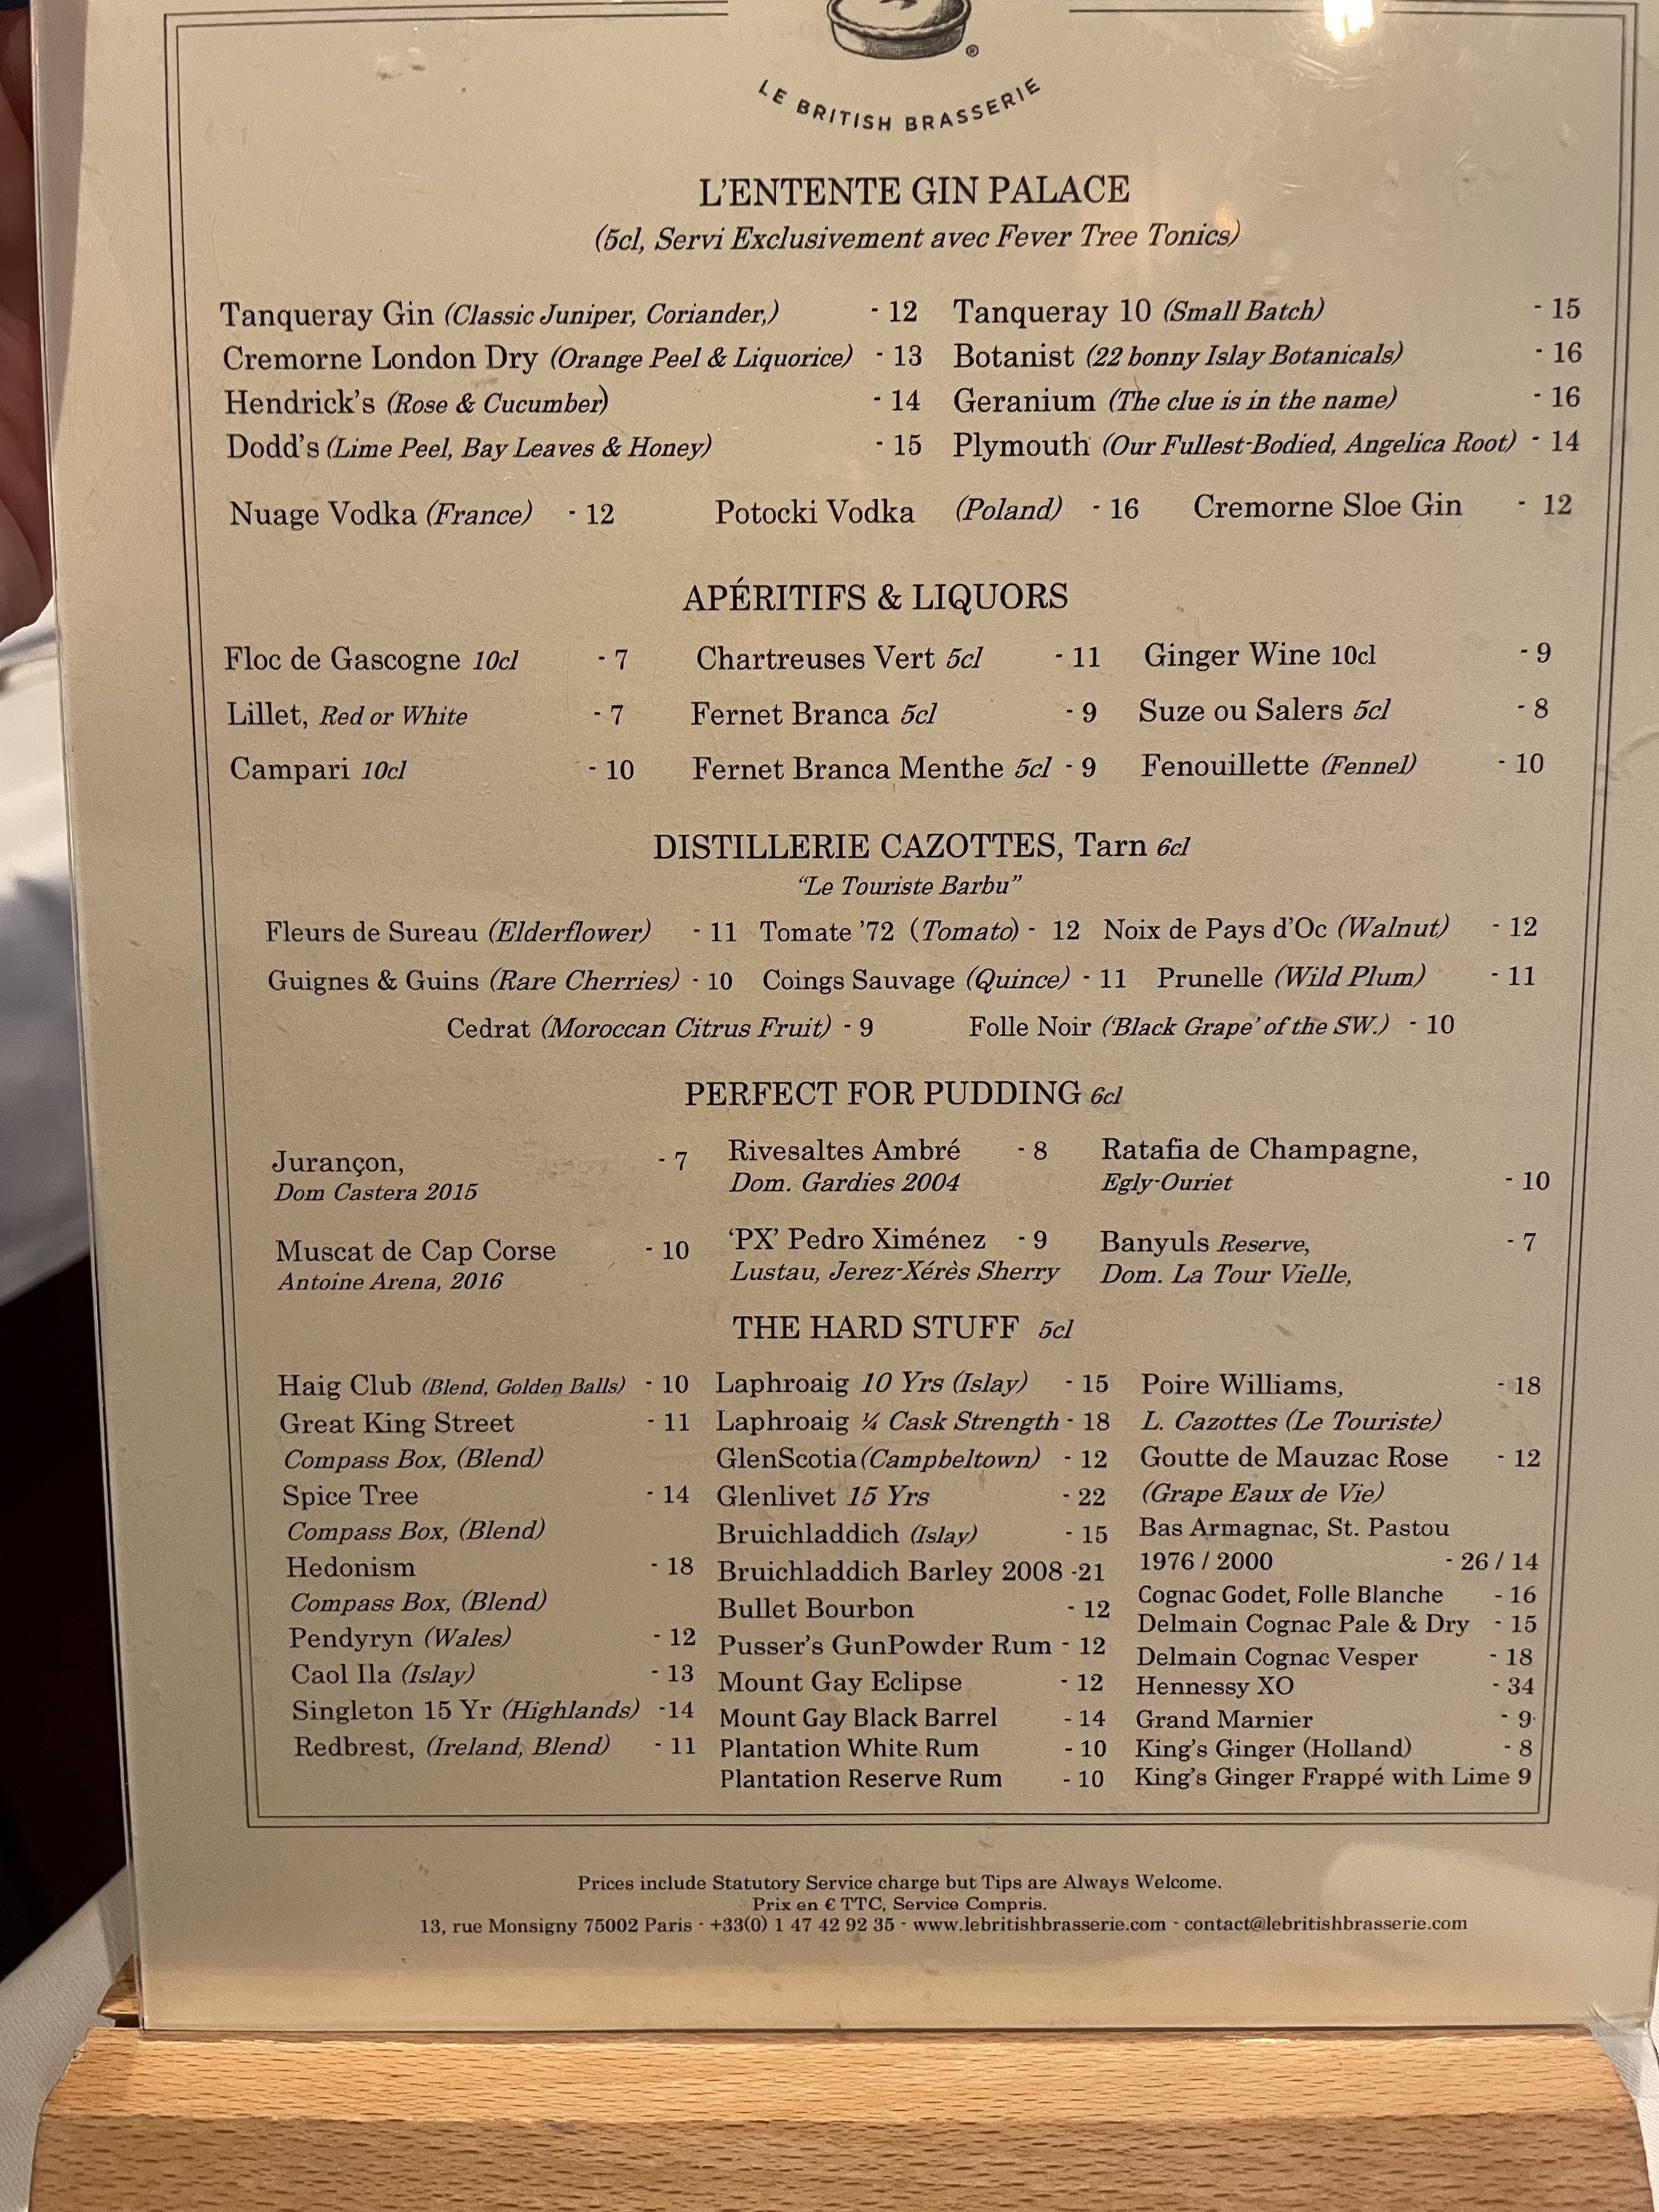 ®
LE BRITISH BRASSERIE
L'ENTENTE GIN PALACE
(5cl, Servi Exclusivement avec Fever Tree Tonics)
Tanqueray Gin (Classic Juniper, Coriander,) - 12 Tanqueray 10 (Small Batch) - 15
Cremorne London Dry (Orange Peel & Liquorice) - 13 Botanist (22 bonny Islay Botanicals) - 16
Hendrick's (Rose & Cucumber) - 14 Geranium (The clue is in the name) - 16
Dodd's (Lime Peel, Bay Leaves & Honey) - 15 Plymouth (Our Fullest-Bodied, Angelica Root) - 14
Nuage Vodka (France) - 12 Potocki Vodka (Poland) - 16 Cremorne Sloe Gin - 12
APÉRITIFS & LIQUORS
Floc de Gascogne 10cl - 7 Chartreuses Vert 5cl - 11 Ginger Wine 10cl - 9
Lillet, Red or White - 7 Fernet Branca 5cl - 9 Suze ou Salers 5cl - 8
Campari 10cl - 10 Fernet Branca Menthe 5cl - 9 Fenouillette (Fennel) - 10
DISTILLERIE CAZOTTES, Tarn 6cl
“Le Touriste Barbu”
Fleurs de Sureau (Elderflower) - 11 Tomate '72 (Tomato) - 12 Noix de Pays d'Oc (Walnut) - 12
Guignes & Guins (Rare Cherries) - 10 Coings Sauvage (Quince) - 11 Prunelle (Wild Plum) - 11
Cedrat (Moroccan Citrus Fruit) - 9 Folle Noir ('Black Grape' of the SW.) - 10
PERFECT FOR PUDDING 6cl
Jurançon, - 7
Dom Castera 2015
Muscat de Cap Corse - 10
Antoine Arena, 2016
Rivesaltes Ambré - 8
Dom. Gardies 2004
'PX' Pedro Ximénez - 9
Lustau, Jerez-Xérès Sherry
Ratafia de Champagne,
Egly-Ouriet - 10
Banyuls Reserve, - 7
Dom. La Tour Vielle,
THE HARD STUFF 5cl
Haig Club (Blend, Golden Balls) - 10
Great King Street - 11
Compass Box, (Blend)
Spice Tree - 14
Compass Box, (Blend)
Hedonism - 18
Compass Box, (Blend)
Pendyryn (Wales) - 12
Caol Ila (Islay) - 13
Singleton 15 Yr (Highlands) -14
Redbrest, (Ireland, Blend) - 11
Laphroaig 10 Yrs (Islay) - 15
Laphroaig ¼ Cask Strength - 18
GlenScotia (Campbeltown) - 12
Glenlivet 15 Yrs - 22
Bruichladdich (Islay) - 15
Bruichladdich Barley 2008 -21
Bullet Bourbon - 12
Pusser's GunPowder Rum - 12
Mount Gay Eclipse - 12
Mount Gay Black Barrel - 14
Plantation White Rum - 10
Plantation Reserve Rum - 10
Poire Williams, - 18
L. Cazottes (Le Touriste)
Goutte de Mauzac Rose - 12
(Grape Eaux de Vie)
Bas Armagnac, St. Pastou
1976 / 2000 - 26 / 14
Cognac Godet, Folle Blanche - 16
Delmain Cognac Pale & Dry - 15
Delmain Cognac Vesper - 18
Hennessy XO - 34
Grand Marnier - 9
King's Ginger (Holland) - 8
King's Ginger Frappé with Lime 9
Prices include Statutory Service charge but Tips are Always Welcome.
Prix en € TTC, Service Compris.
13, rue Monsigny 75002 Paris - +33(0) 1 47 42 92 35 - www.lebritishbrasserie.com - contact@lebritishbrasserie.com